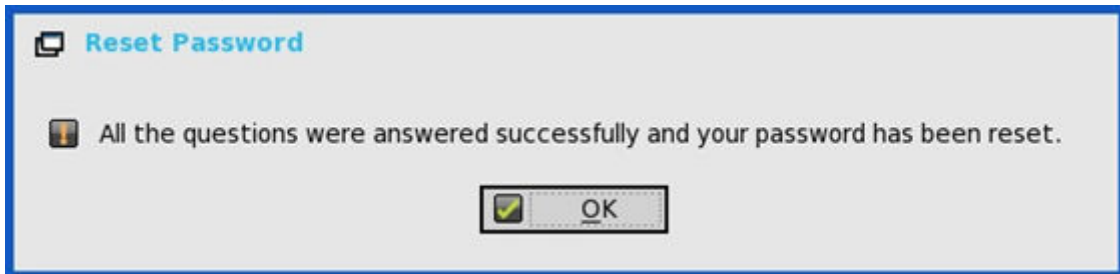 Reset Password
All the questions were answered successfully and your password has been reset.
OK